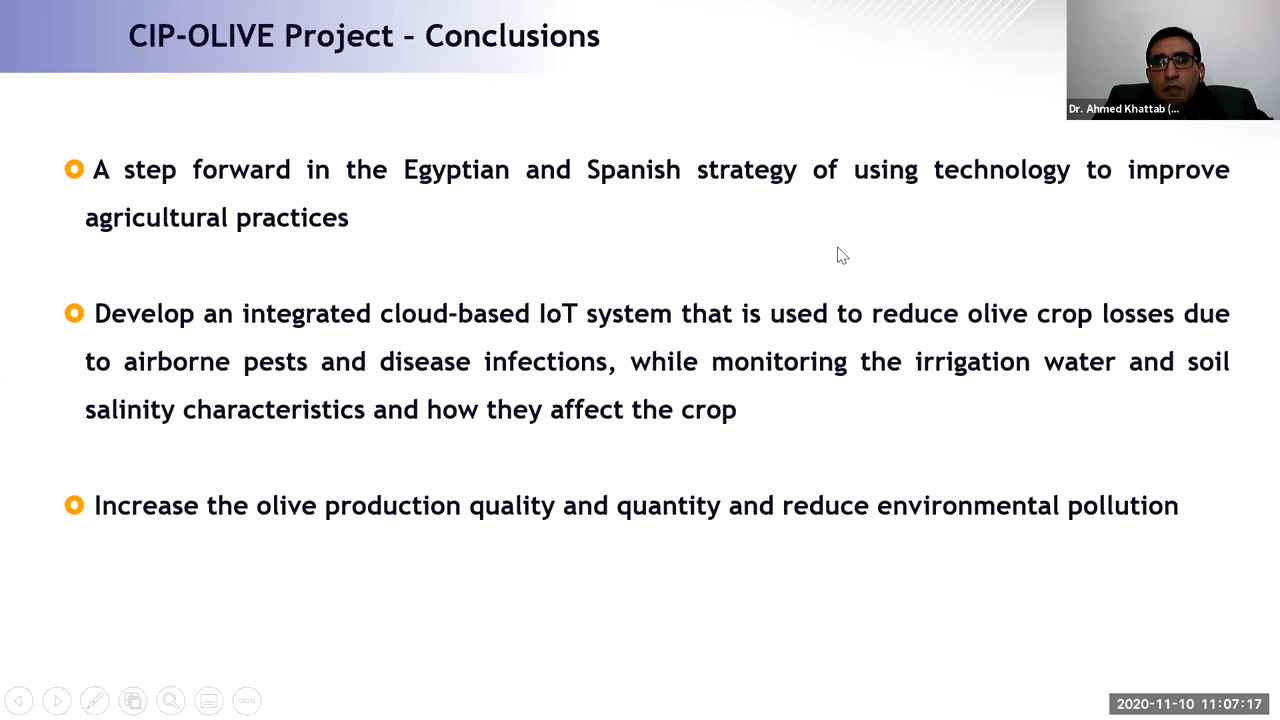 CIP-OLIVE Project – Conclusions
Dr. Ahmed Khattab (...
A step forward in the Egyptian and Spanish strategy of using technology to improve
agricultural practices
Develop an integrated cloud-based IoT system that is used to reduce olive crop losses due
to airborne pests and disease infections, while monitoring the irrigation water and soil
salinity characteristics and how they affect the crop
Increase the olive production quality and quantity and reduce environmental pollution
2020-11-10 11:07:17